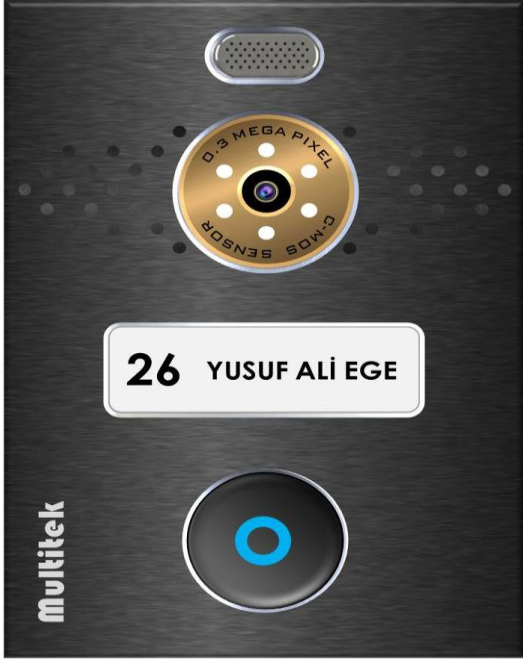 0.3 MEGA PIXEL
C-MOS SENSOR
26 YUSUF ALİ EGE
Multitek